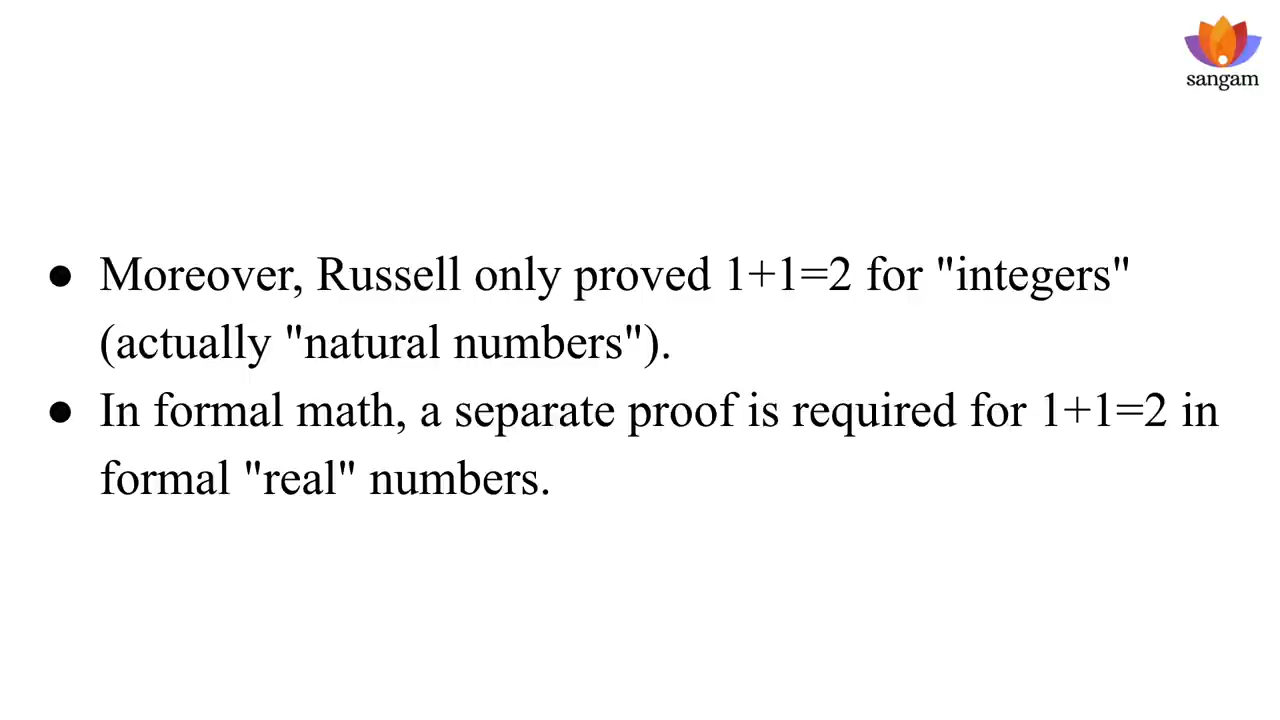 sangam
● Moreover, Russell only proved 1+1=2 for "integers"
(actually "natural numbers").
● In formal math, a separate proof is required for 1+1=2 in
formal "real" numbers.